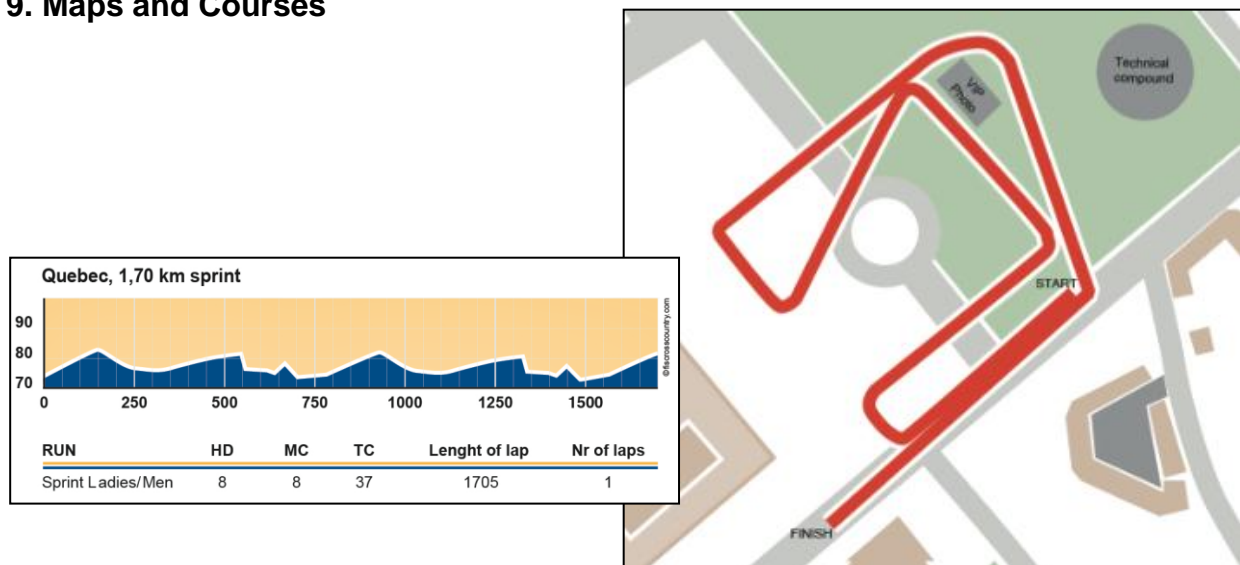 9. Maps and Courses
Technical
compound
VIP
Photo
START
FINISH
Quebec, 1,70 km sprint
90
80
70
0 250 500 750 1000 1250 1500
©fiscrosscountry.com
RUN HD MC TC Lenght of lap Nr of laps
Sprint Ladies/Men 8 8 37 1705 1